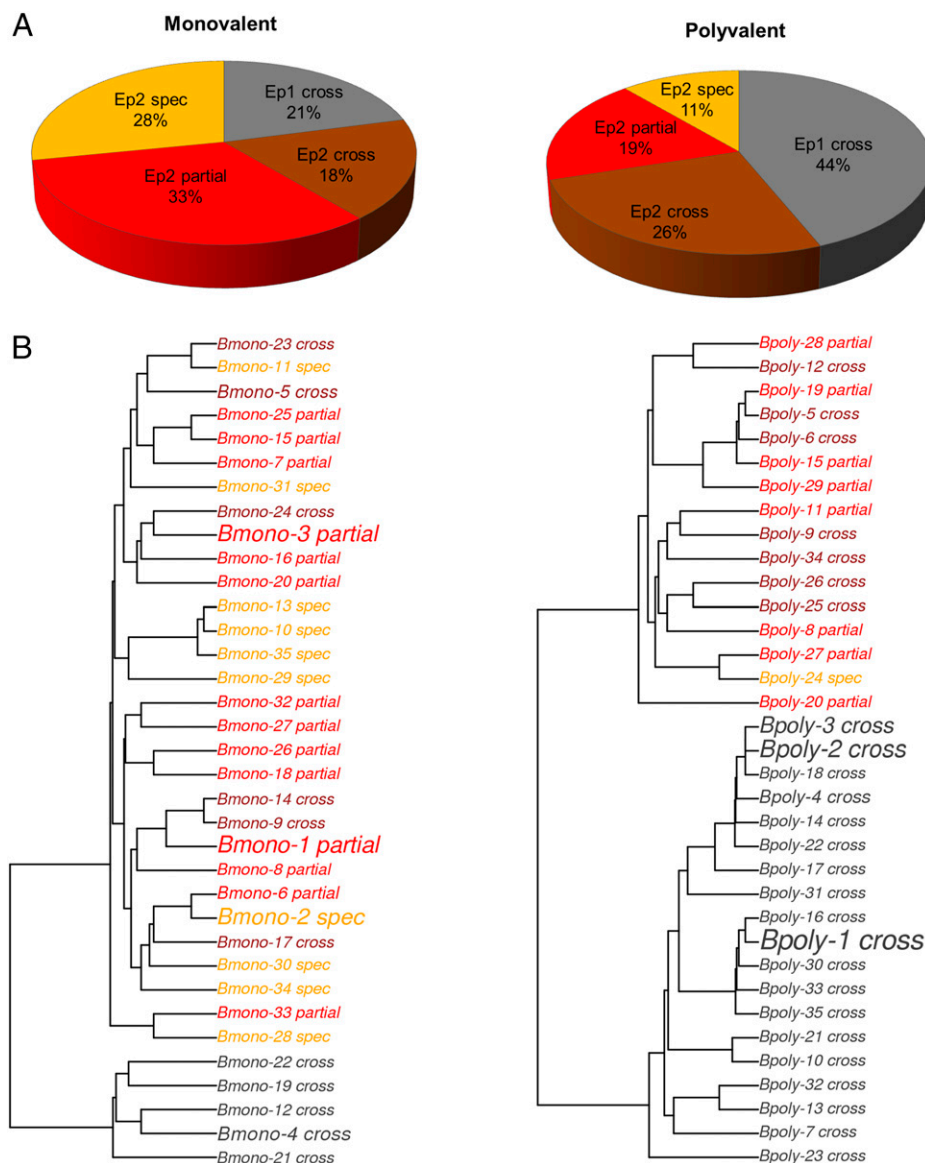 A
Monovalent
Polyvalent
Ep2 spec
28%
Ep1 cross
21%
Ep2 cross
18%
Ep2 partial
33%
Ep2 spec
11%
Ep2 partial
19%
Ep1 cross
44%
Ep2 cross
26%
B
Bmono-23 cross
Bmono-11 spec
Bmono-5 cross
Bmono-25 partial
Bmono-15 partial
Bmono-7 partial
Bmono-31 spec
Bmono-24 cross
Bmono-3 partial
Bmono-16 partial
Bmono-20 partial
Bmono-13 spec
Bmono-10 spec
Bmono-35 spec
Bmono-29 spec
Bmono-32 partial
Bmono-27 partial
Bmono-26 partial
Bmono-18 partial
Bmono-14 cross
Bmono-9 cross
Bmono-1 partial
Bmono-8 partial
Bmono-6 partial
Bmono-2 spec
Bmono-17 cross
Bmono-30 spec
Bmono-34 spec
Bmono-33 partial
Bmono-28 spec
Bmono-22 cross
Bmono-19 cross
Bmono-12 cross
Bmono-4 cross
Bmono-21 cross
Bpoly-28 partial
Bpoly-12 cross
Bpoly-19 partial
Bpoly-5 cross
Bpoly-6 cross
Bpoly-15 partial
Bpoly-29 partial
Bpoly-11 partial
Bpoly-9 cross
Bpoly-34 cross
Bpoly-26 cross
Bpoly-25 cross
Bpoly-8 partial
Bpoly-27 partial
Bpoly-24 spec
Bpoly-20 partial
Bpoly-3 cross
Bpoly-2 cross
Bpoly-18 cross
Bpoly-4 cross
Bpoly-14 cross
Bpoly-22 cross
Bpoly-17 cross
Bpoly-31 cross
Bpoly-16 cross
Bpoly-1 cross
Bpoly-30 cross
Bpoly-33 cross
Bpoly-35 cross
Bpoly-21 cross
Bpoly-10 cross
Bpoly-32 cross
Bpoly-13 cross
Bpoly-7 cross
Bpoly-23 cross